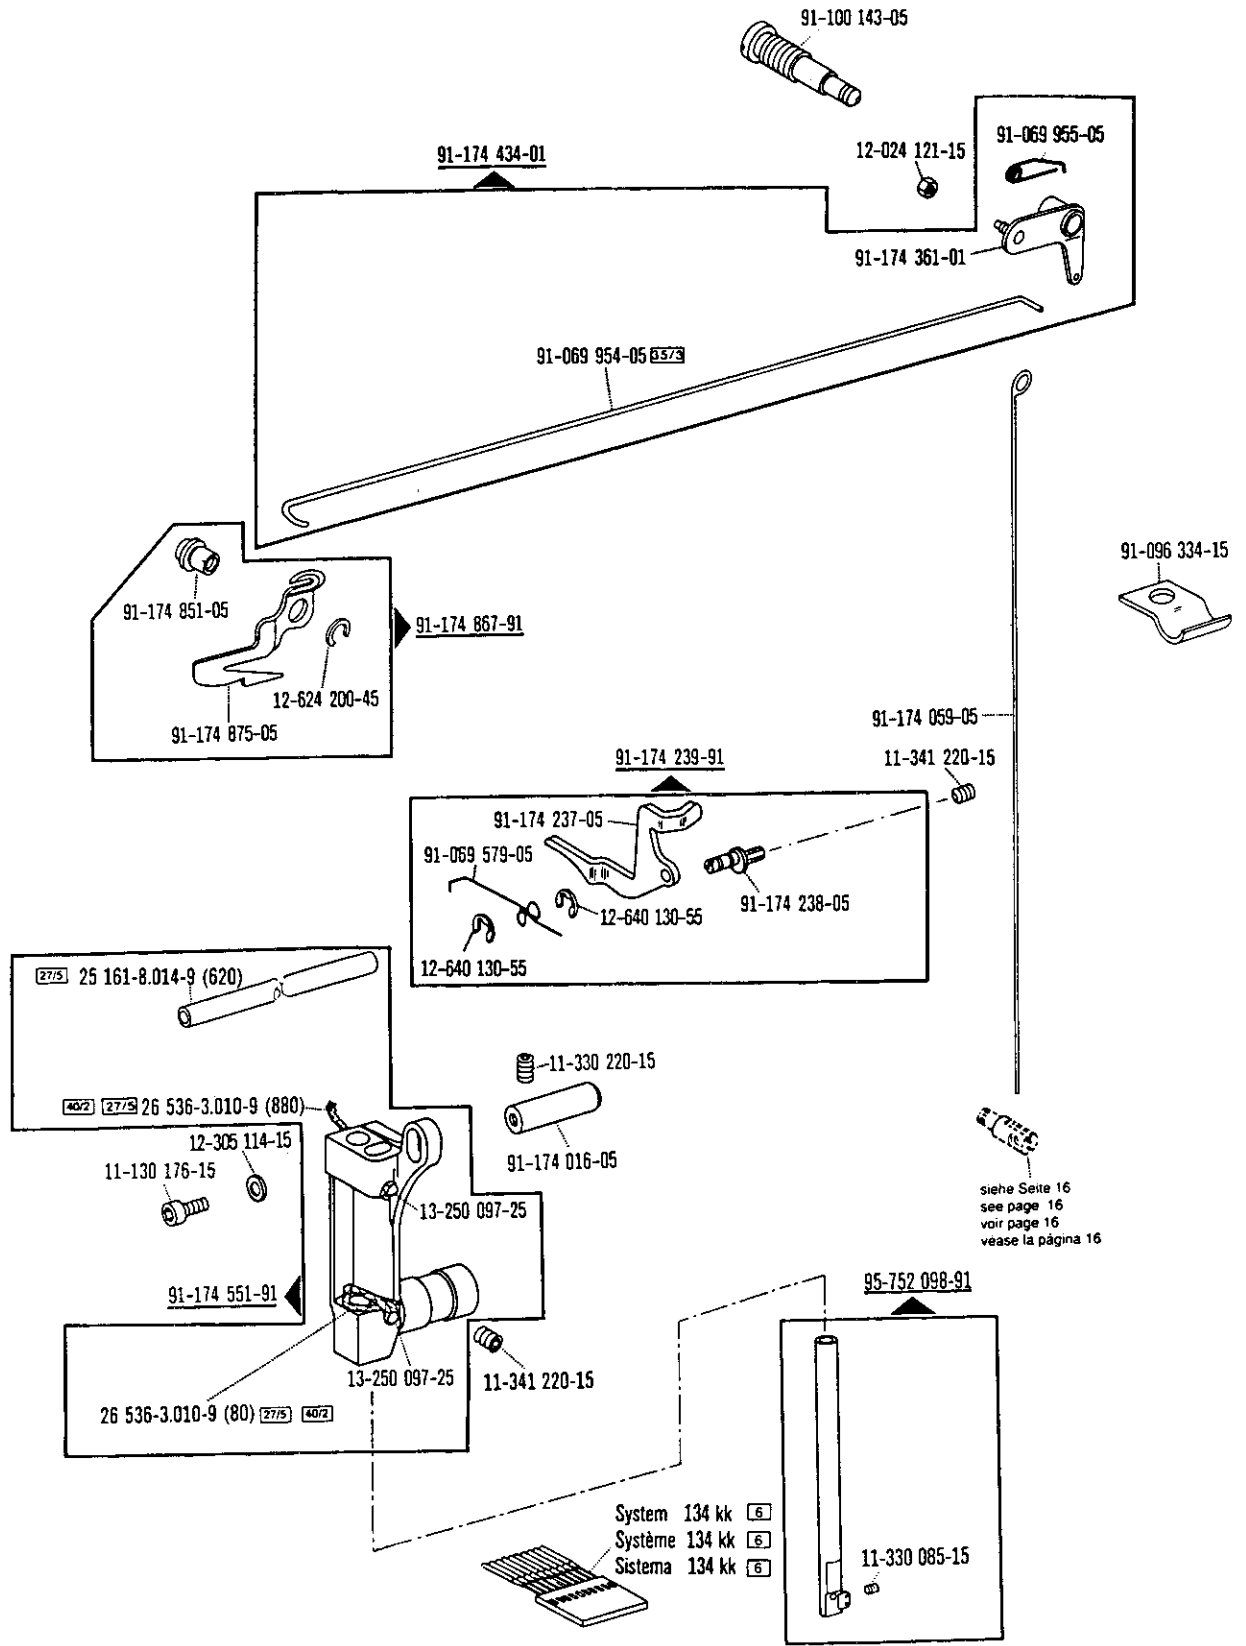 91-100 143-05
91-174 434-01
12-024 121-15
91-069 955-05
91-174 361-01
91-069 954-05 35/3
91-096 334-15
91-174 851-05
91-174 867-91
12-624 200-45
91-174 875-05
91-174 059-05
91-174 239-91
11-341 220-15
91-174 237-05
91-069 579-05
12-640 130-55
91-174 238-05
12-640 130-55
27/5 25 161-8.014-9 (620)
11-330 220-15
40/2 27/5 26 536-3.010-9 (880)
12-305 114-15
11-130 176-15
91-174 016-05
13-250 097-25
siehe Seite 16
see page 16
voir page 16
véase la página 16
91-174 551-91
95-752 098-91
13-250 097-25
11-341 220-15
26 536-3.010-9 (80) 27/5 40/2
System 134 kk 6
Système 134 kk 6
Sistema 134 kk 6
11-330 085-15